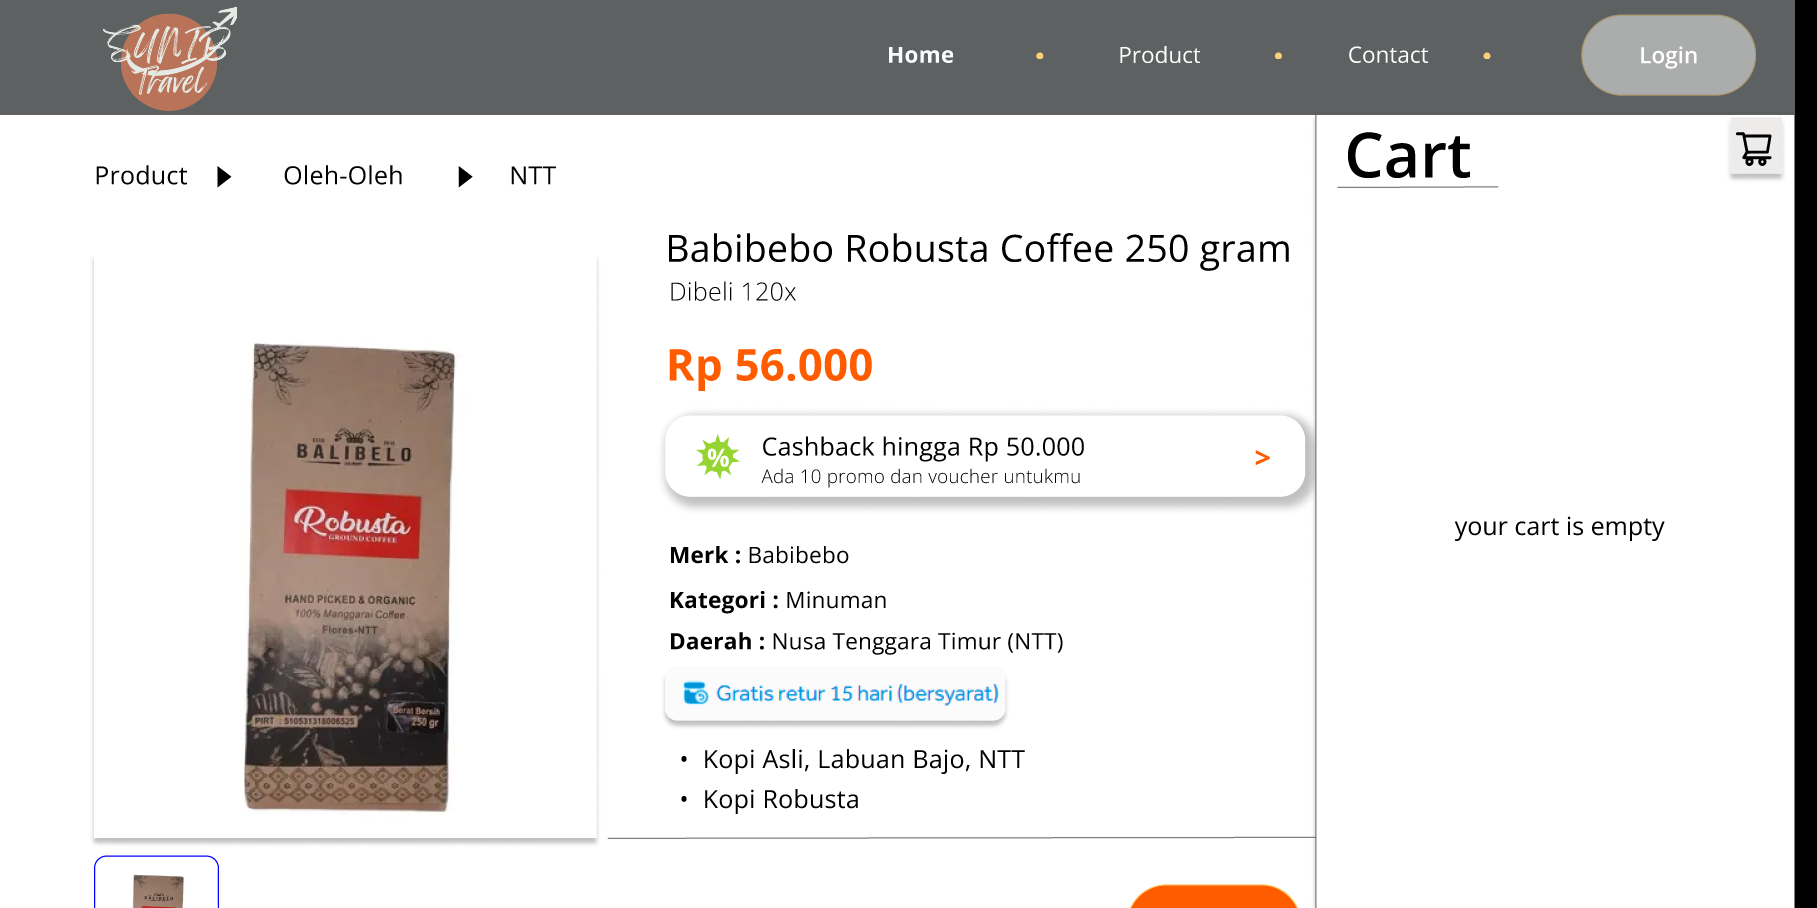 SUNIB
Travel
Home
Product
Contact
Login
Product
Oleh-Oleh
NTT
Babibebo Robusta Coffee 250 gram
Dibeli 120x
Rp 56.000
%
Cashback hingga Rp 50.000
Ada 10 promo dan voucher untukmu
>
Merk : Babibebo
Kategori : Minuman
Daerah : Nusa Tenggara Timur (NTT)
Gratis retur 15 hari (bersyarat)
• Kopi Asli, Labuan Bajo, NTT
• Kopi Robusta
BALIBELO
Robusta
GROUND COFFEE
HAND PICKED & ORGANIC
100% Manggarai Coffee
Flores-NTT
PIRT : 510531318006525
Berat Bersih
250 gr
BALIBELO
Cart
your cart is empty